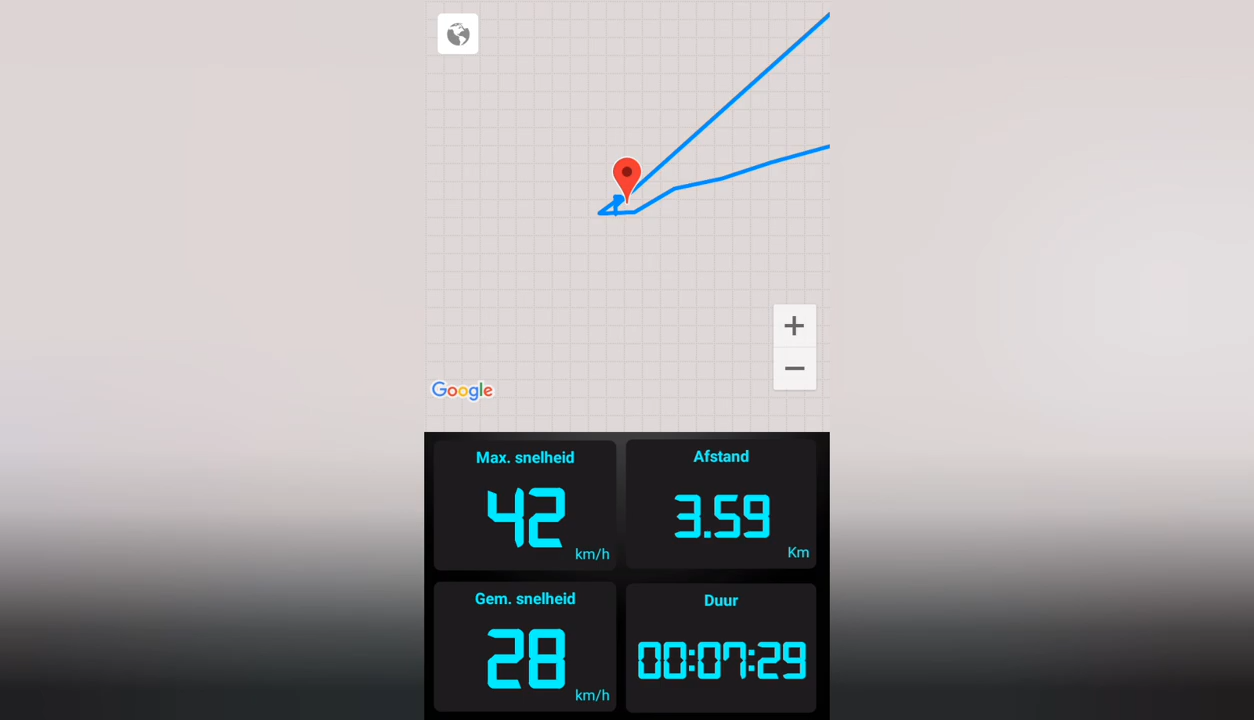 Google
Max. snelheid
42
km/h
Afstand
3.59
Km
Gem. snelheid
28
km/h
Duur
00:07:29